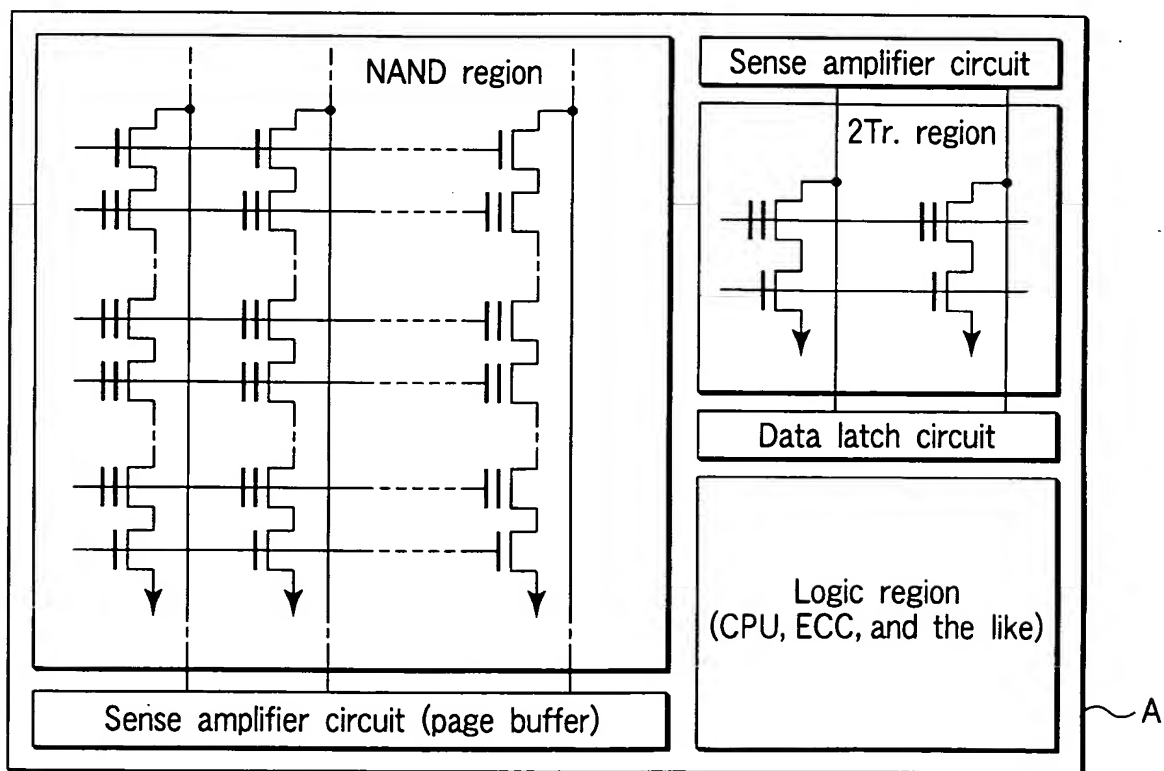 NAND region
Sense amplifier circuit (page buffer)
Sense amplifier circuit
2Tr. region
Data latch circuit
Logic region
(CPU, ECC, and the like)
A